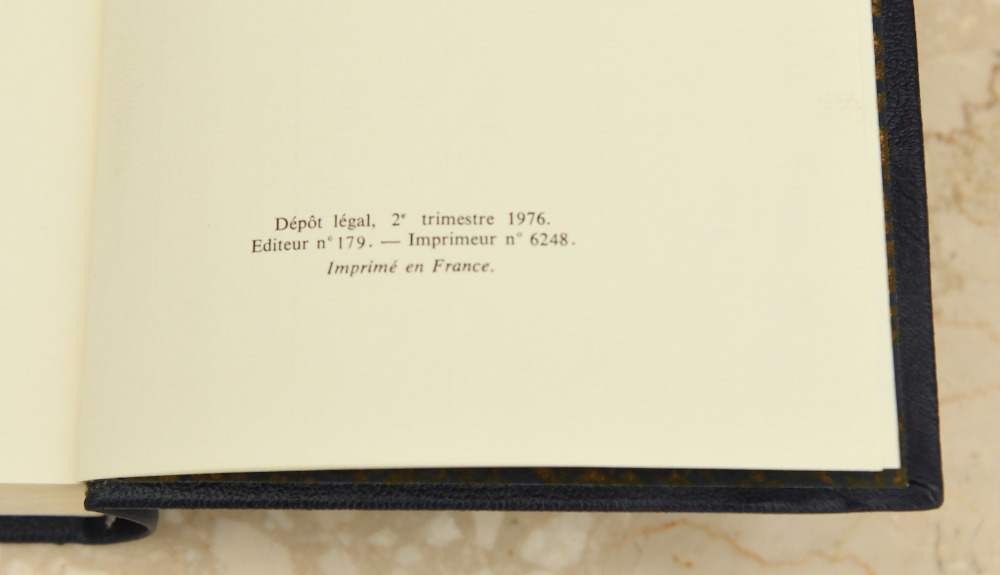 Dépôt légal, 2ᵉ trimestre 1976.
Editeur n° 179. — Imprimeur n° 6248.
Imprimé en France.